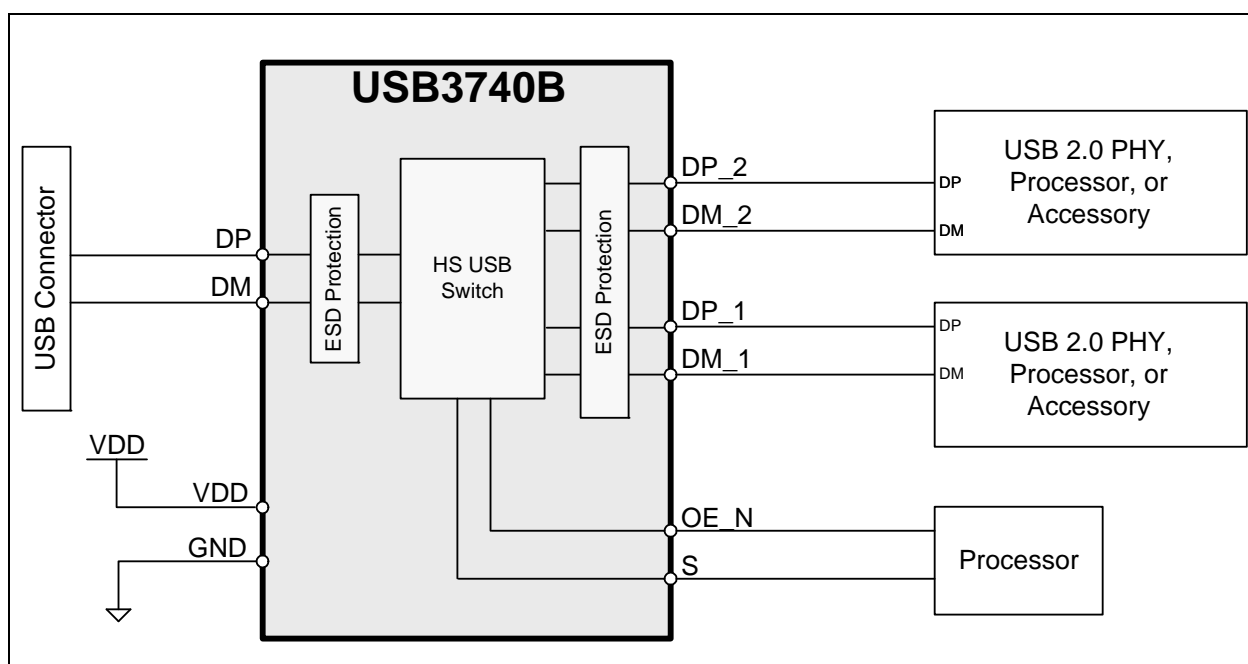 USB3740B
USB Connector
DP
DM
ESD Protection
HS USB
Switch
ESD Protection
DP_2
DM_2
DP_1
DM_1
DP
DM
USB 2.0 PHY,
Processor, or
Accessory
DP
DM
USB 2.0 PHY,
Processor, or
Accessory
VDD
VDD
GND
OE_N
S
Processor